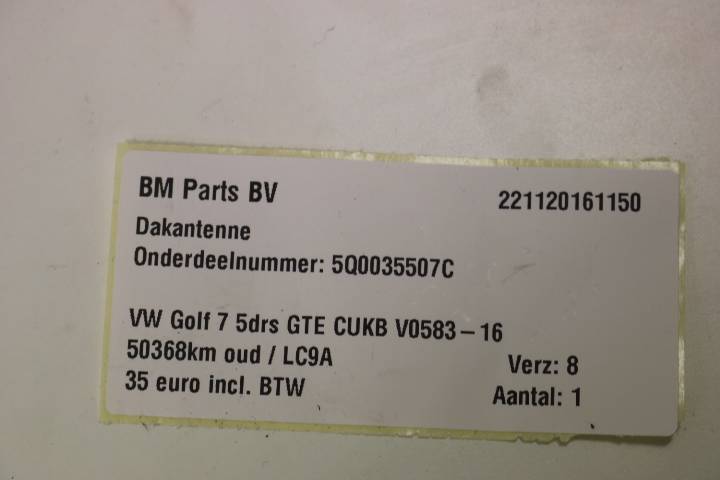 BM Parts BV 221120161150
Dakantenne
Onderdeelnummer: 5Q0035507C
VW Golf 7 5drs GTE CUKB V0583-16
50368km oud / LC9A Verz: 8
35 euro incl. BTW Aantal: 1